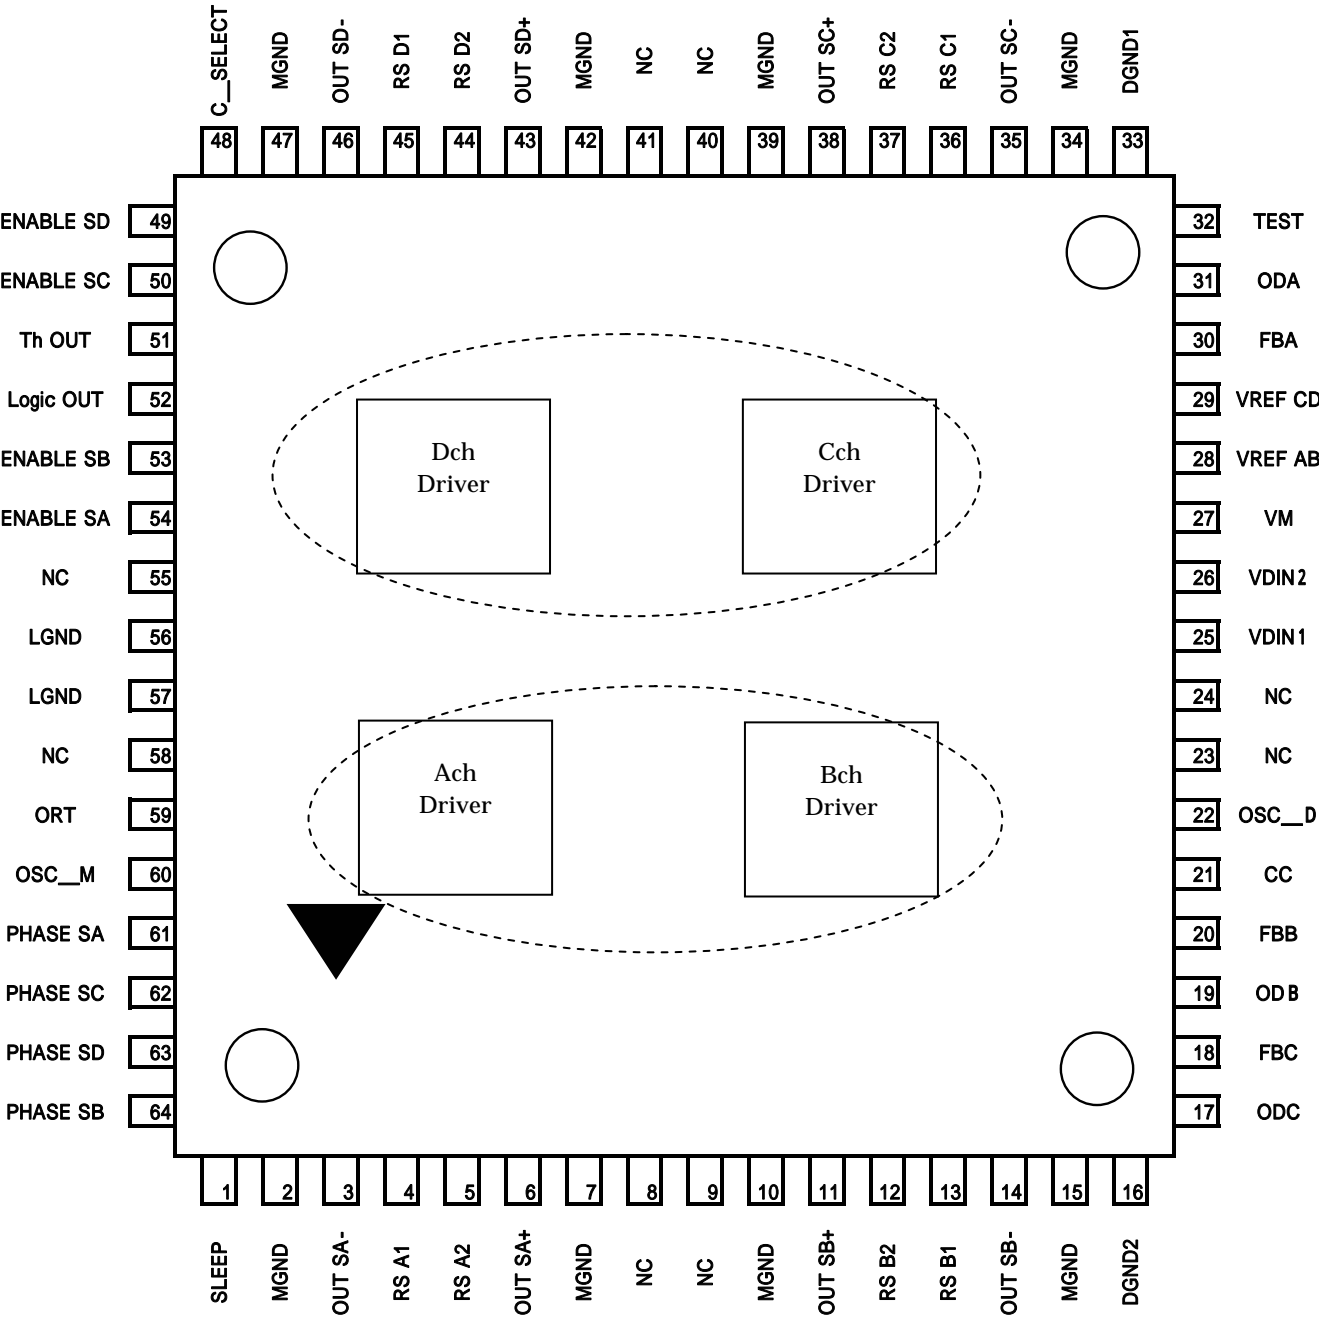 C__SELECT
MGND
OUT SD-
RS D1
RS D2
OUT SD+
MGND
NC
NC
MGND
OUT SC+
RS C2
RS C1
OUT SC-
MGND
DGND1
48 47 46 45 44 43 42 41 40 39 38 37 36 35 34 33
ENABLE SD 49
ENABLE SC 50
Th OUT 51
Logic OUT 52
ENABLE SB 53
ENABLE SA 54
NC 55
LGND 56
LGND 57
NC 58
ORT 59
OSC__M 60
PHASE SA 61
PHASE SC 62
PHASE SD 63
PHASE SB 64
Dch
Driver
Cch
Driver
Ach
Driver
Bch
Driver
32 TEST
31 ODA
30 FBA
29 VREF CD
28 VREF AB
27 VM
26 VDIN2
25 VDIN1
24 NC
23 NC
22 OSC__D
21 CC
20 FBB
19 ODB
18 FBC
17 ODC
1 2 3 4 5 6 7 8 9 10 11 12 13 14 15 16
SLEEP
MGND
OUT SA-
RS A1
RS A2
OUT SA+
MGND
NC
NC
MGND
OUT SB+
RS B2
RS B1
OUT SB-
MGND
DGND2